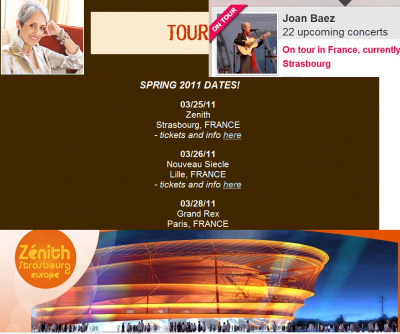 TOUR
ON TOUR
Joan Baez
22 upcoming concerts
On tour in France, currently
Strasbourg
SPRING 2011 DATES!
03/25/11
Zenith
Strasbourg, FRANCE
- tickets and info here
03/26/11
Nouveau Siecle
Lille, FRANCE
- tickets and info here
03/28/11
Grand Rex
Paris, FRANCE
Zénith
Strasbourg
europe